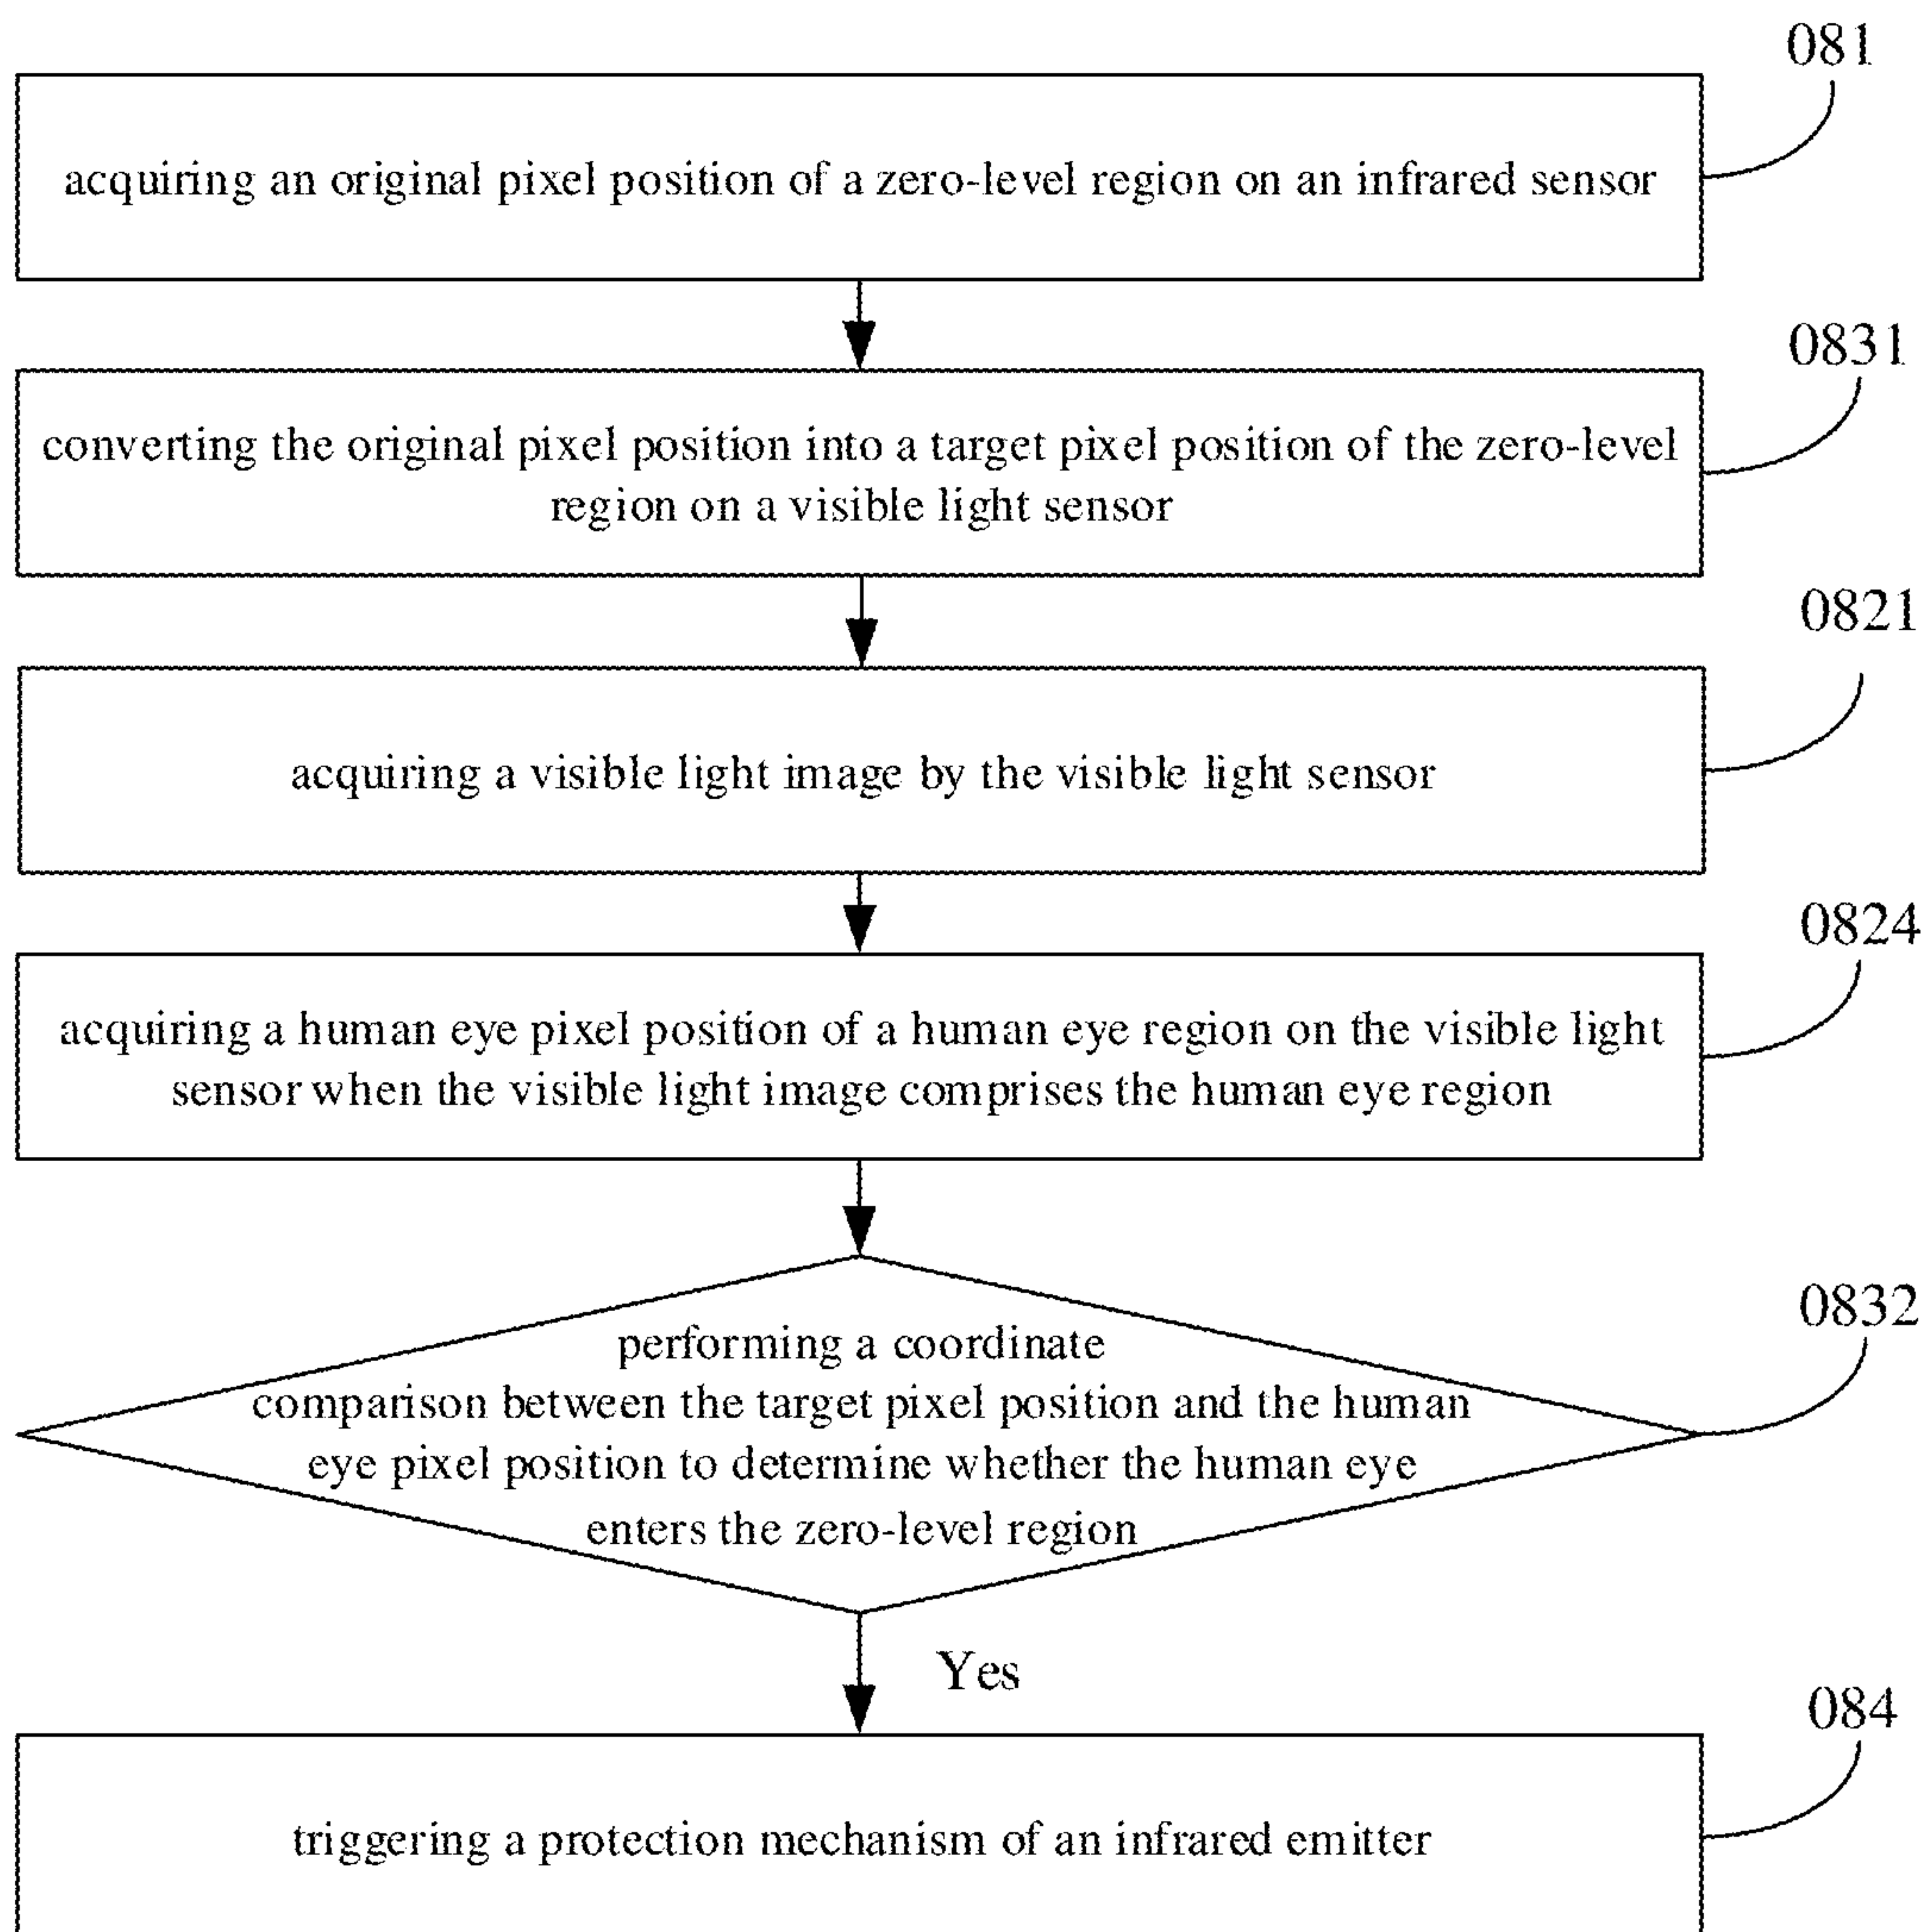 081
acquiring an original pixel position of a zero-level region on an infrared sensor
0831
converting the original pixel position into a target pixel position of the zero-level
region on a visible light sensor
0821
acquiring a visible light image by the visible light sensor
0824
acquiring a human eye pixel position of a human eye region on the visible light
sensor when the visible light image comprises the human eye region
0832
performing a coordinate
comparison between the target pixel position and the human
eye pixel position to determine whether the human eye
enters the zero-level region
Yes
084
triggering a protection mechanism of an infrared emitter